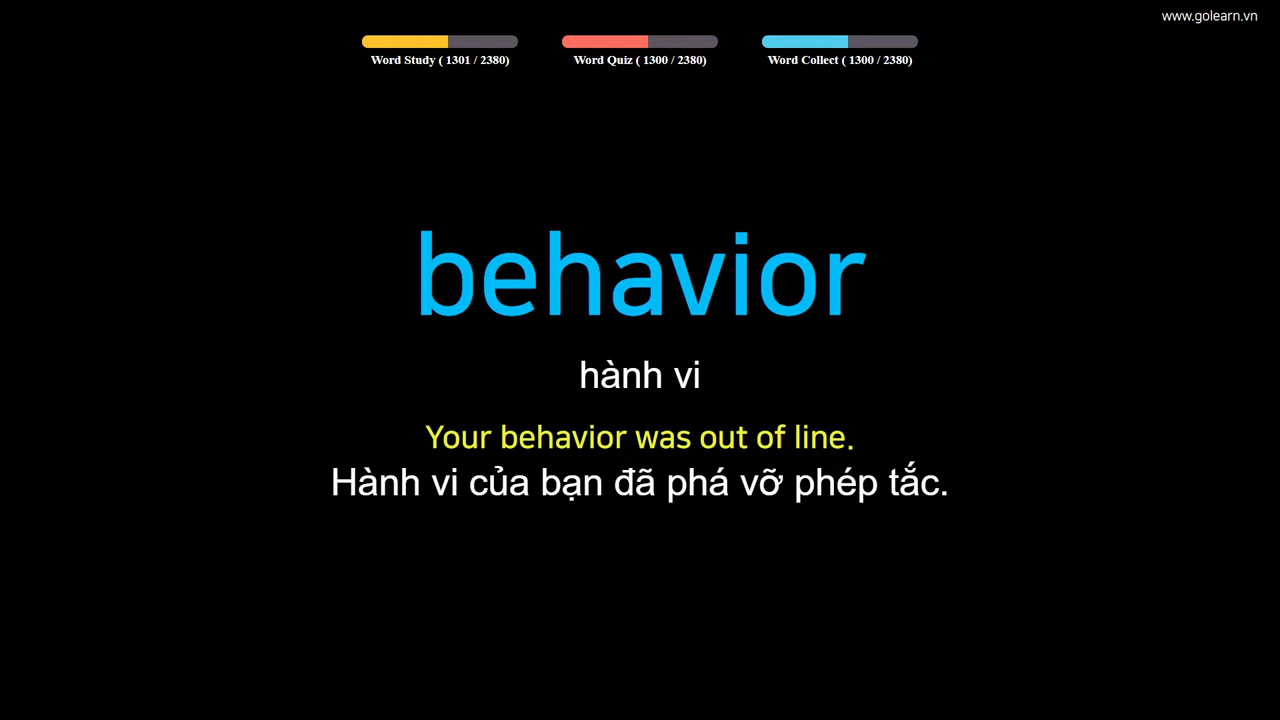 www.golearn.vn
Word Study ( 1301 / 2380)
Word Quiz ( 1300 / 2380)
Word Collect ( 1300 / 2380)
behavior
hành vi
Your behavior was out of line.
Hành vi của bạn đã phá vỡ phép tắc.